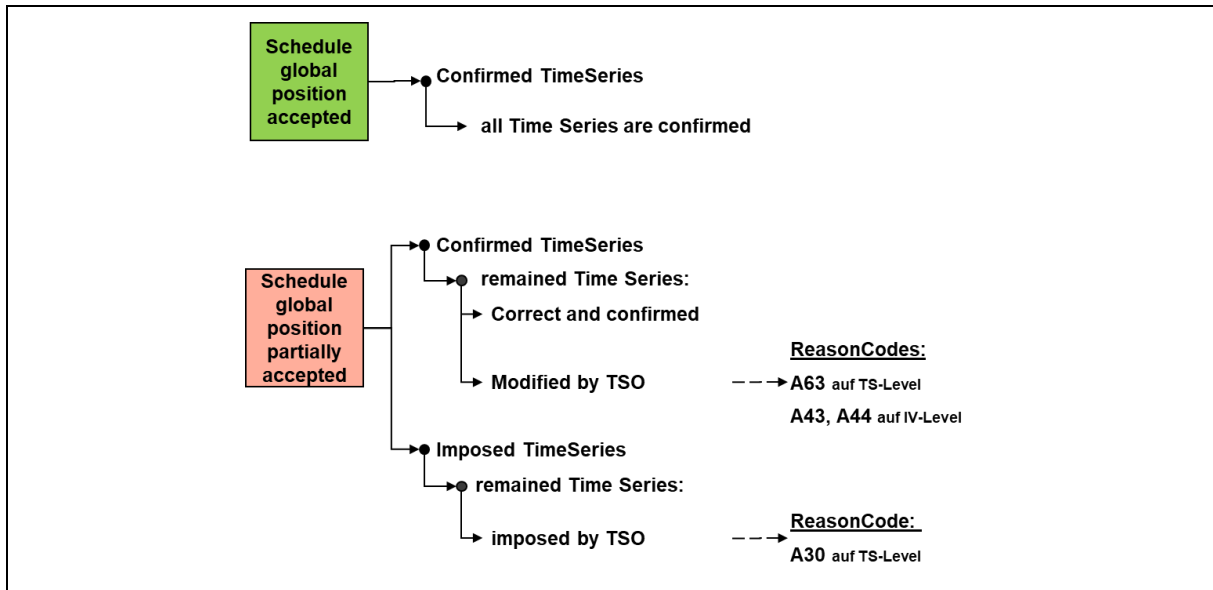 Schedule
global
position
accepted
Confirmed TimeSeries
all Time Series are confirmed
Schedule
global
position
partially
accepted
Confirmed TimeSeries
remained Time Series:
Correct and confirmed
Modified by TSO
ReasonCodes:
A63 auf TS-Level
A43, A44 auf IV-Level
Imposed TimeSeries
remained Time Series:
imposed by TSO
ReasonCode:
A30 auf TS-Level